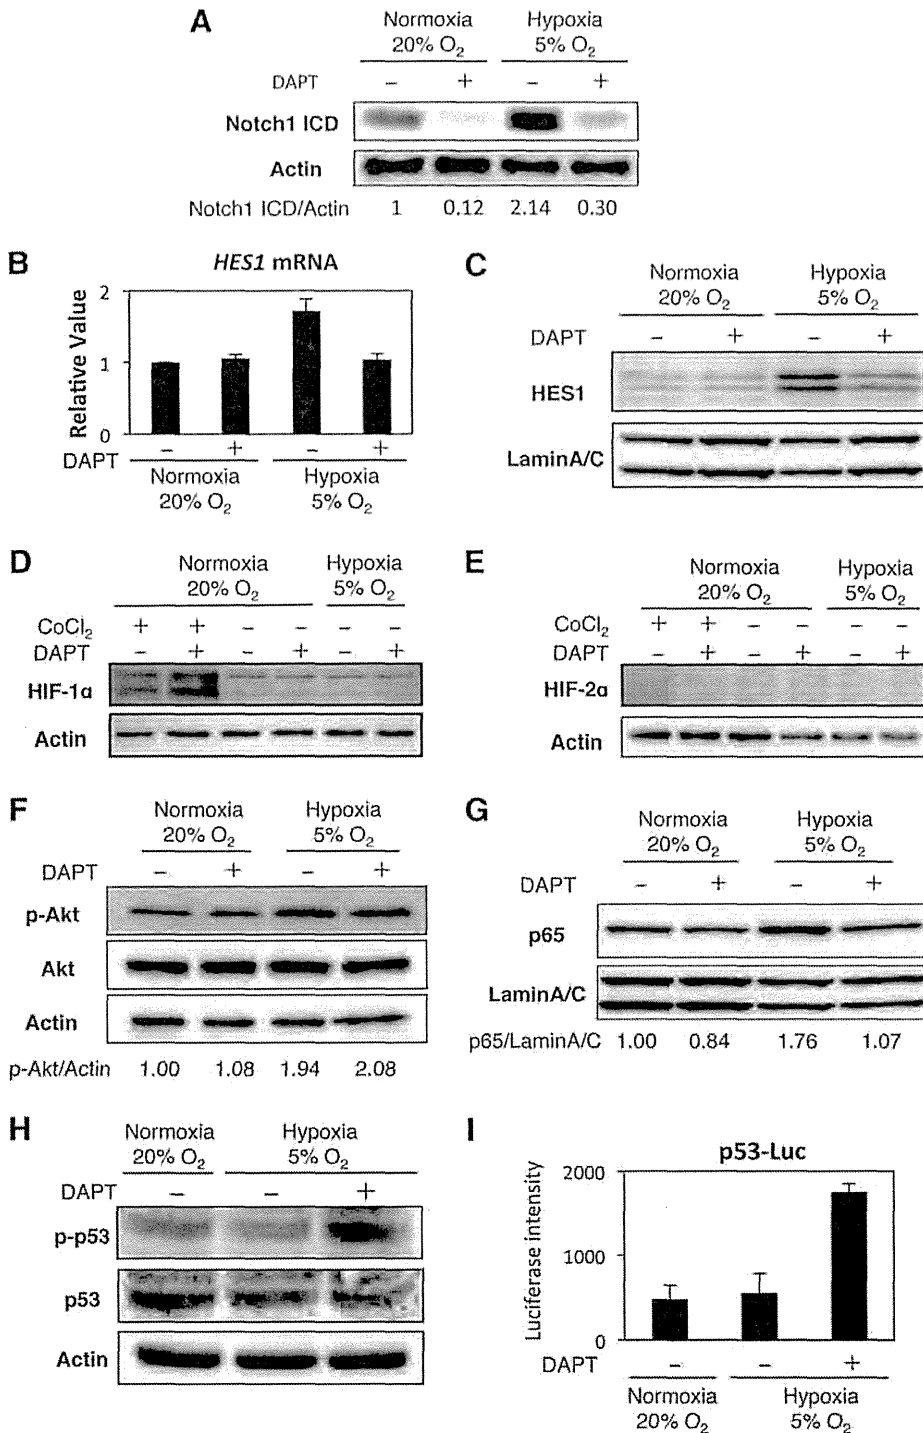 A
Normoxia Hypoxia
20% O2 5% O2
DAPT − + − +
Notch1 ICD
Actin
Notch1 ICD/Actin 1 0.12 2.14 0.30
B
HES1 mRNA
Relative Value
2
1
0
DAPT − + − +
Normoxia Hypoxia
20% O2 5% O2
C
Normoxia Hypoxia
20% O2 5% O2
DAPT − + − +
HES1
LaminA/C
D
Normoxia Hypoxia
20% O2 5% O2
CoCl2 + + − − − −
DAPT − + − + − +
HIF-1α
Actin
E
Normoxia Hypoxia
20% O2 5% O2
CoCl2 + + − − − −
DAPT − + − + − +
HIF-2α
Actin
F
Normoxia Hypoxia
20% O2 5% O2
DAPT − + − +
p-Akt
Akt
Actin
p-Akt/Actin 1.00 1.08 1.94 2.08
G
Normoxia Hypoxia
20% O2 5% O2
DAPT − + − +
p65
LaminA/C
p65/LaminA/C 1.00 0.84 1.76 1.07
H
Normoxia Hypoxia
20% O2 5% O2
DAPT − − +
p-p53
p53
Actin
I
p53-Luc
Luciferase intensity
2000
1000
0
DAPT − − +
Normoxia Hypoxia
20% O2 5% O2